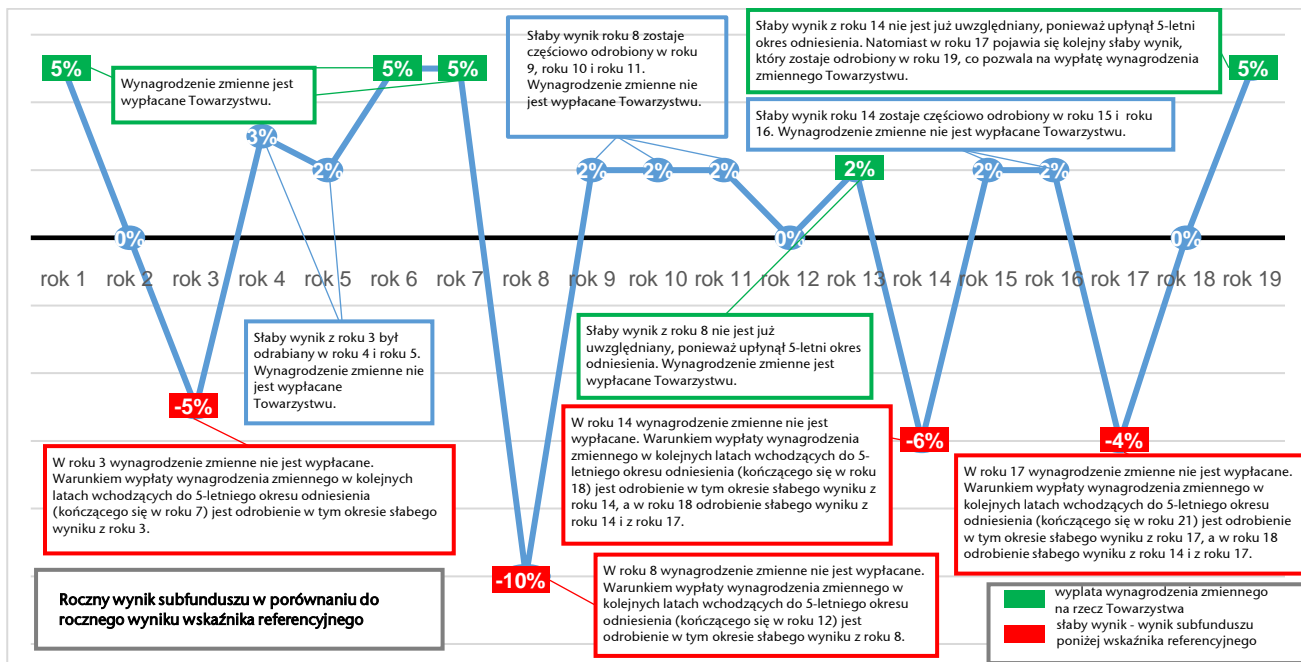 Słaby wynik roku 8 zostaje
częściowo odrobiony w roku
9, roku 10 i roku 11.
Wynagrodzenie zmienne nie
jest wypłacane Towarzystwu.
Słaby wynik z roku 14 nie jest już uwzględniany, ponieważ upłynął 5-letni
okres odniesienia. Natomiast w roku 17 pojawia się kolejny słaby wynik,
który zostaje odrobiony w roku 19, co pozwala na wypłatę wynagrodzenia
zmiennego Towarzystwu.
Wynagrodzenie zmienne jest
wypłacane Towarzystwu.
Słaby wynik roku 14 zostaje częściowo odrobiony w roku 15 i roku
16. Wynagrodzenie zmienne nie jest wypłacane Towarzystwu.
5%
0%
-5%
3%
2%
5%
5%
-10%
2%
2%
2%
0%
2%
-6%
2%
2%
-4%
0%
5%
rok 1 rok 2 rok 3 rok 4 rok 5 rok 6 rok 7 rok 8 rok 9 rok 10 rok 11 rok 12 rok 13 rok 14 rok 15 rok 16 rok 17 rok 18 rok 19
Słaby wynik z roku 3 był
odrabiany w roku 4 i roku 5.
Wynagrodzenie zmienne nie
jest wypłacane
Towarzystwu.
Słaby wynik z roku 8 nie jest już
uwzględniany, ponieważ upłynął 5-letni okres
odniesienia. Wynagrodzenie zmienne jest
wypłacane Towarzystwu.
W roku 3 wynagrodzenie zmienne nie jest wypłacane.
Warunkiem wypłaty wynagrodzenia zmiennego w kolejnych
latach wchodzących do 5-letniego okresu odniesienia
(kończącego się w roku 7) jest odrobienie w tym okresie słabego
wyniku z roku 3.
W roku 14 wynagrodzenie zmienne nie jest
wypłacane. Warunkiem wypłaty wynagrodzenia
zmiennego w kolejnych latach wchodzących do 5-
letniego okresu odniesienia (kończącego się w roku
18) jest odrobienie w tym okresie słabego wyniku z
roku 14, a w roku 18 odrobienie słabego wyniku z
roku 14 i z roku 17.
W roku 17 wynagrodzenie zmienne nie jest wypłacane.
Warunkiem wypłaty wynagrodzenia zmiennego w
kolejnych latach wchodzących do 5-letniego okresu
odniesienia (kończącego się w roku 21) jest odrobienie
w tym okresie słabego wyniku z roku 17, a w roku 18
odrobienie słabego wyniku z roku 14 i z roku 17.
W roku 8 wynagrodzenie zmienne nie jest wypłacane.
Warunkiem wypłaty wynagrodzenia zmiennego w
kolejnych latach wchodzących do 5-letniego okresu
odniesienia (kończącego się w roku 12) jest
odrobienie w tym okresie słabego wyniku z roku 8.
Roczny wynik subfunduszu w porównaniu do
rocznego wyniku wskaźnika referencyjnego
wyplata wynagrodzenia zmiennego
na rzecz Towarzystwa
słaby wynik - wynik subfunduszu
poniżej wskaźnika referencyjnego